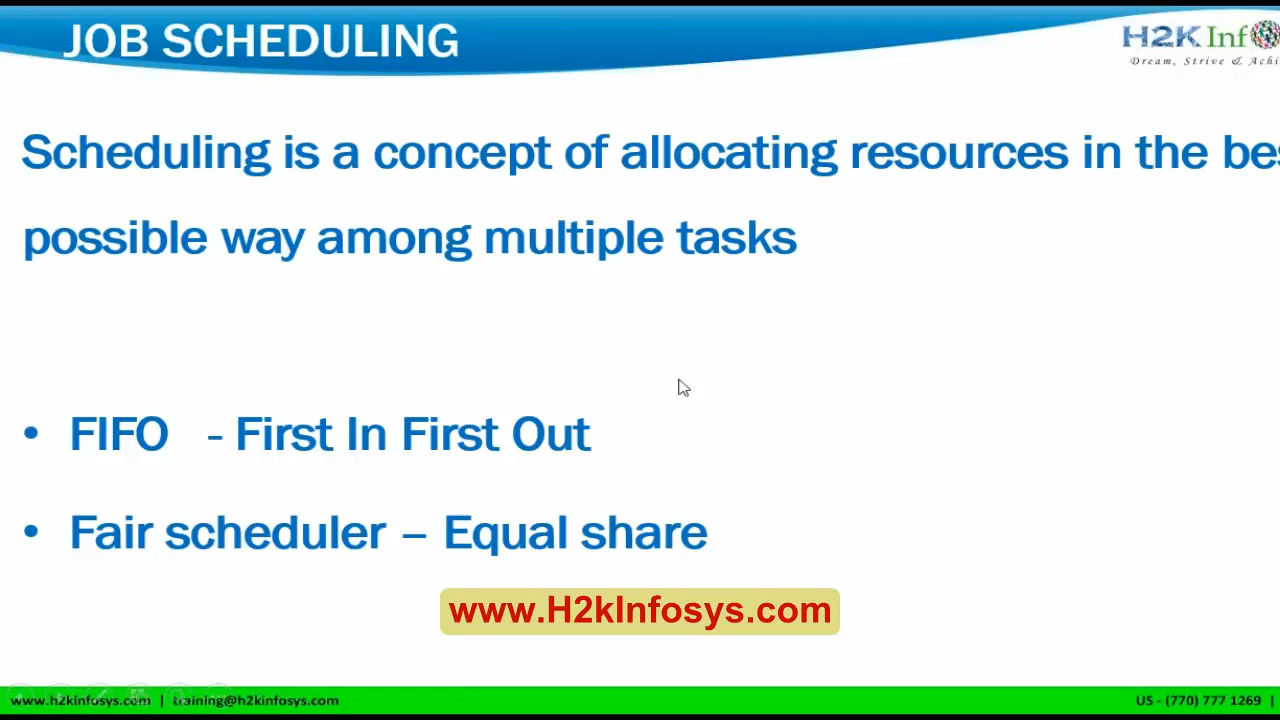 JOB SCHEDULING
H2K Inf
Dream, Strive & Achi
Scheduling is a concept of allocating resources in the bes
possible way among multiple tasks
• FIFO - First In First Out
• Fair scheduler – Equal share
www.H2kInfosys.com
www.h2kinfosys.com | training@h2kinfosys.com
US - (770) 777 1269 |